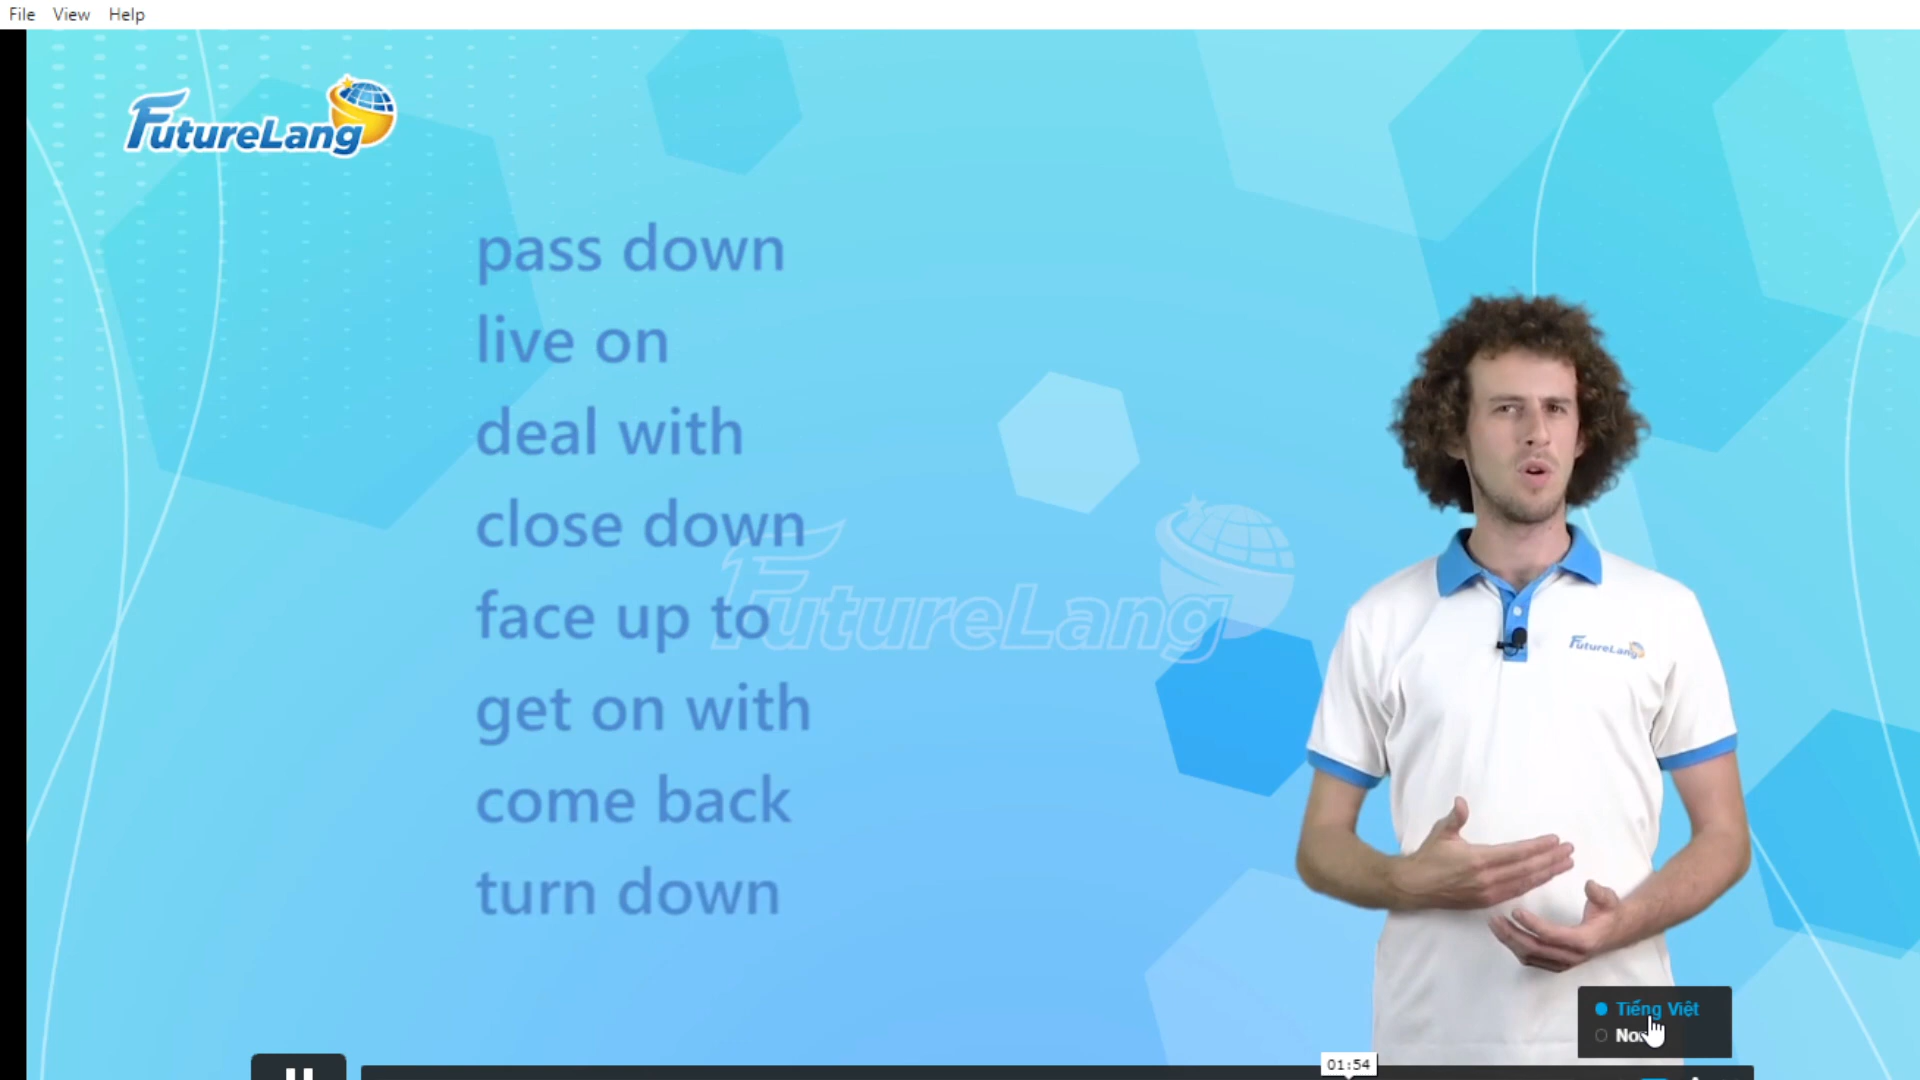 File View Help
FutureLang
pass down
live on
deal with
close down
face up to
get on with
come back
turn down
FutureLang
FutureLang
Tiếng Việt
01:54